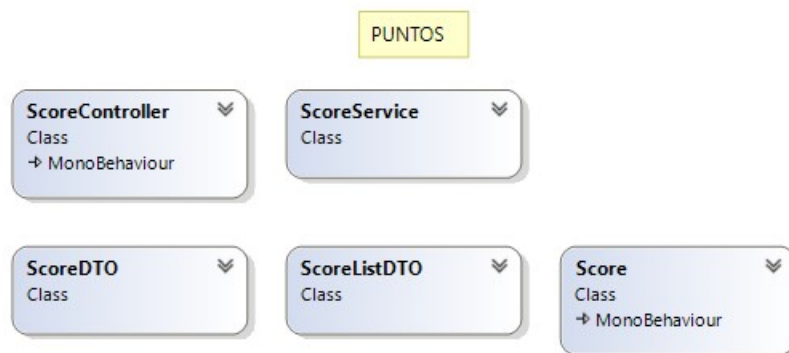 PUNTOS
ScoreController
Class
MonoBehaviour
ScoreService
Class
ScoreDTO
Class
ScoreListDTO
Class
Score
Class
MonoBehaviour